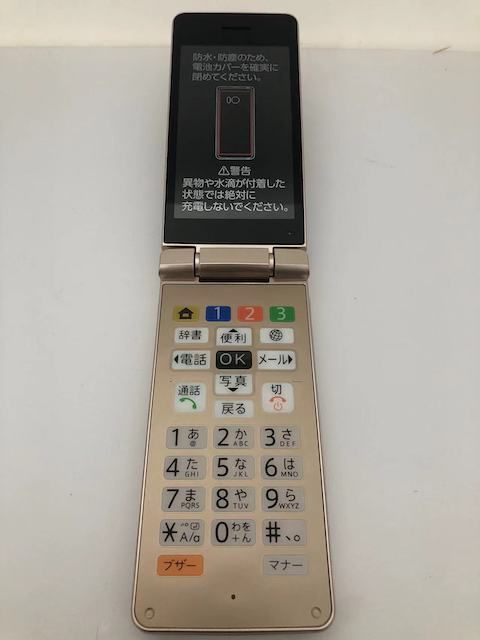 防水・防塵のため、
電池カバーを確実に
閉めてください。
⚠警告
異物や水滴が付着した
状態では絶対に
充電しないでください。
1 2 3
辞書 便利
電話 OK メール
通話 写真 切
戻る
1 あ @ 2 か ABC 3 さ DEF
4 た GHI 5 な JKL 6 は MNO
7 ま PQRS 8 や TUV 9 ら WXYZ
* A/a 0 わを +ん # 、。
ブザー マナー